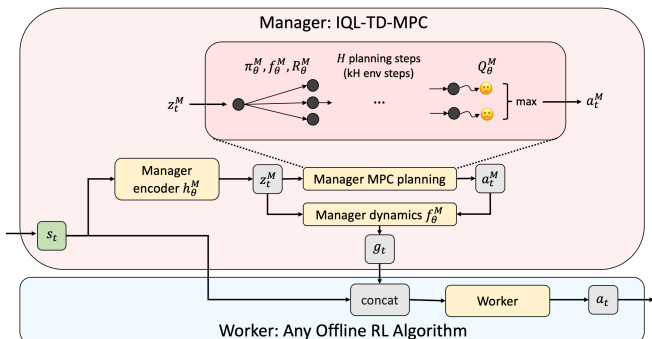 Manager: IQL-TD-MPC
π_θ^M, f_θ^M, R_θ^M
H planning steps
(kH env steps)
Q_θ^M
z_t^M
...
max
a_t^M
Manager
encoder h_θ^M
z_t^M
Manager MPC planning
a_t^M
Manager dynamics f_θ^M
s_t
g_t
concat
Worker
a_t
Worker: Any Offline RL Algorithm